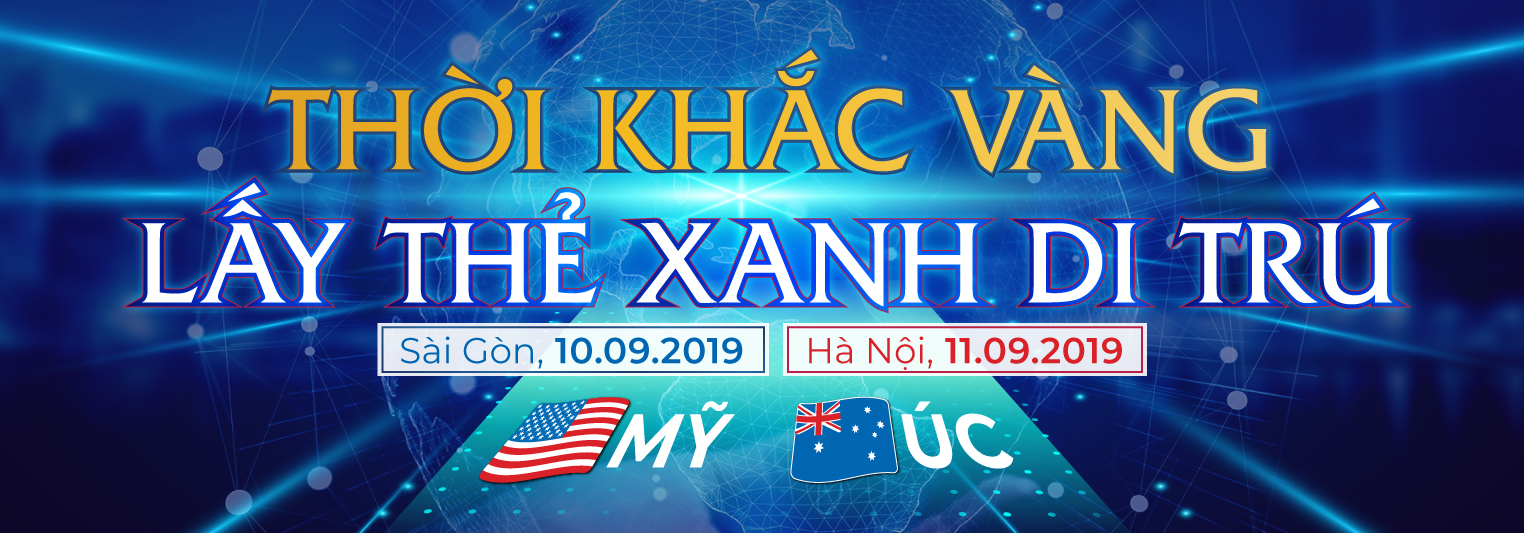 THỜI KHẮC VÀNG
LẤY THẺ XANH DI TRÚ
Sài Gòn, 10.09.2019
Hà Nội, 11.09.2019
MỸ
ÚC